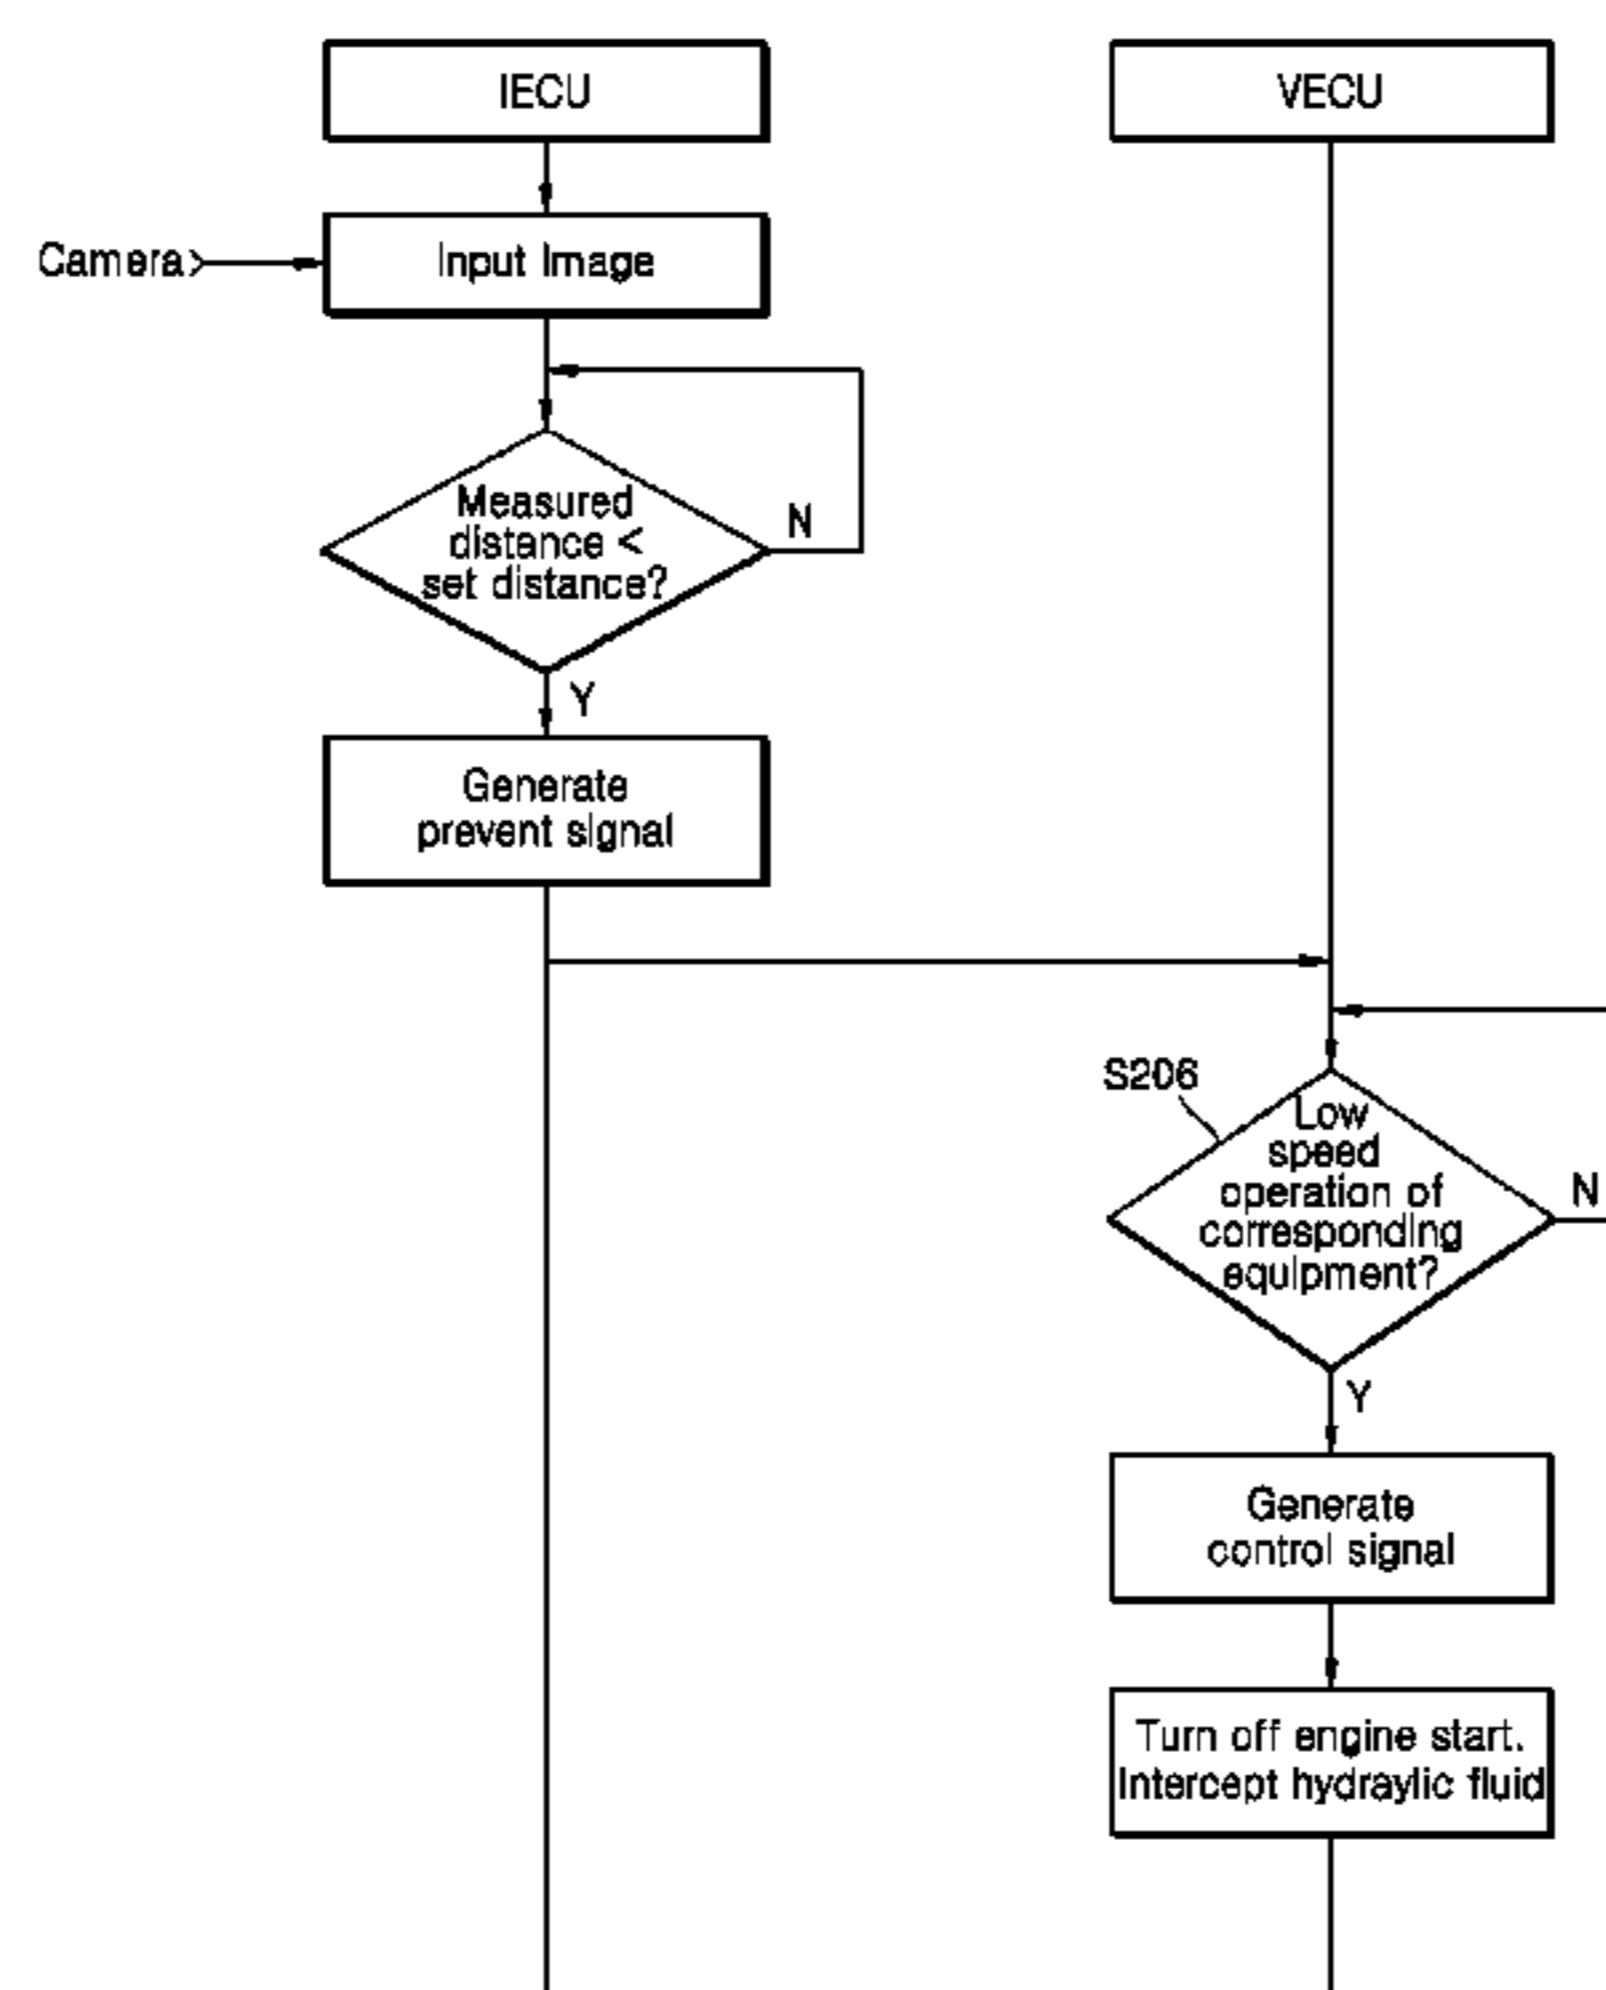 IECU
VECU
Camera
Input Image
Measured
distance <
set distance?
N
Y
Generate
prevent signal
S206
Low
speed
operation of
corresponding
equipment?
N
Y
Generate
control signal
Turn off engine start.
Intercept hydraylic fluid